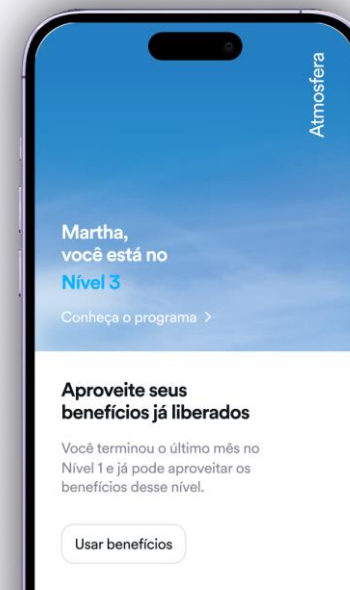 Atmosfera
Martha,
você está no
Nível 3
Conheça o programa >
Aproveite seus
benefícios já liberados
Você terminou o último mês no
Nível 1 e já pode aproveitar os
benefícios desse nível.
Usar benefícios